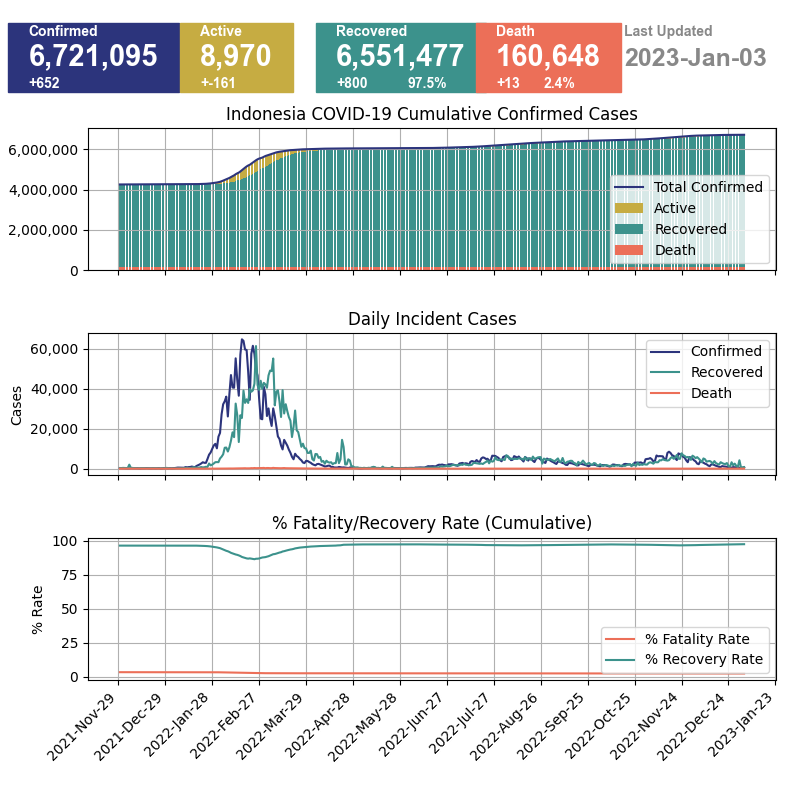 Confirmed
6,721,095
+652
Active
8,970
+-161
Recovered
6,551,477
+800 97.5%
Death
160,648
+13 2.4%
Last Updated
2023-Jan-03
Indonesia COVID-19 Cumulative Confirmed Cases
6,000,000
4,000,000
2,000,000
0
Total Confirmed
Active
Recovered
Death
Daily Incident Cases
Cases
60,000
40,000
20,000
0
Confirmed
Recovered
Death
% Fatality/Recovery Rate (Cumulative)
% Rate
100
75
50
25
0
% Fatality Rate
% Recovery Rate
2021-Nov-29
2021-Dec-29
2022-Jan-28
2022-Feb-27
2022-Mar-29
2022-Apr-28
2022-May-28
2022-Jun-27
2022-Jul-27
2022-Aug-26
2022-Sep-25
2022-Oct-25
2022-Nov-24
2022-Dec-24
2023-Jan-23